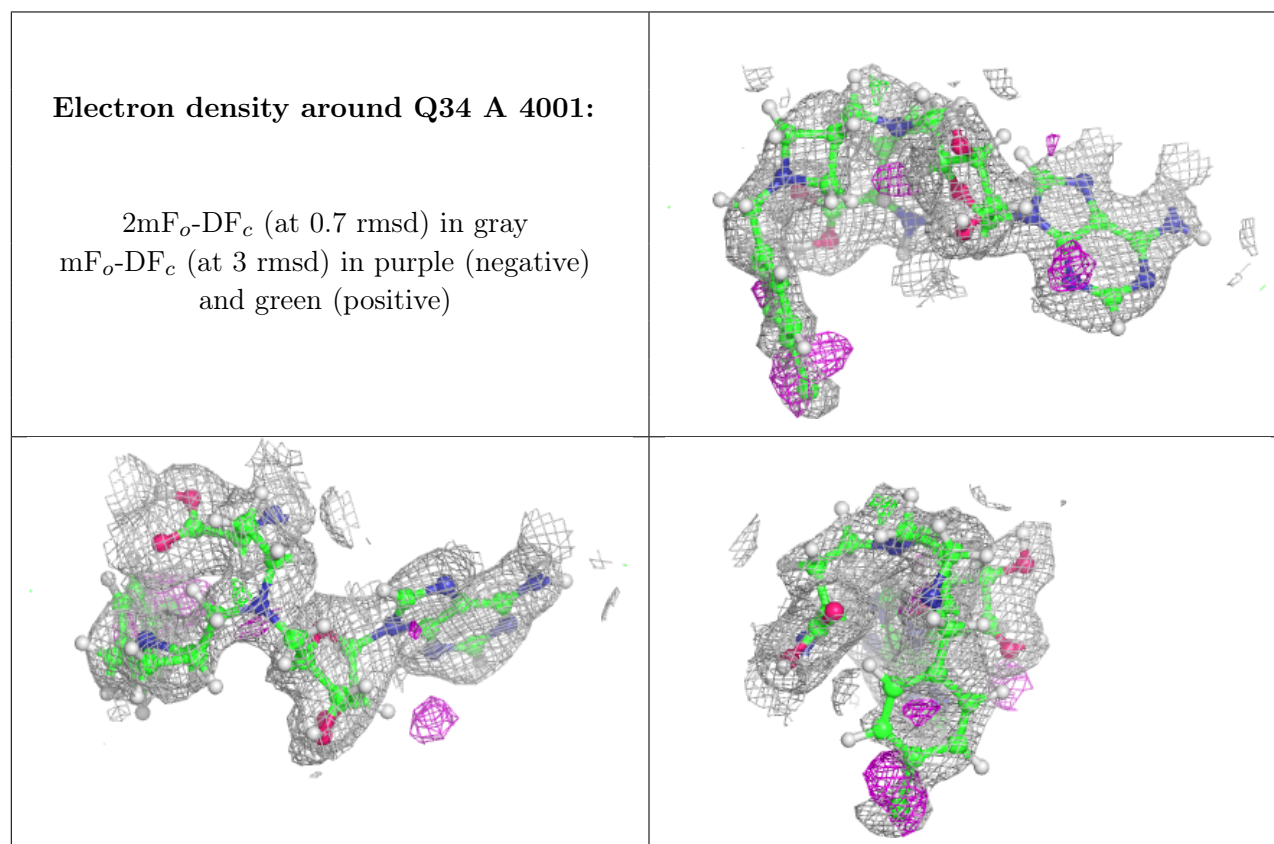 Electron density around Q34 A 4001:
2mFo-DFc (at 0.7 rmsd) in gray
mFo-DFc (at 3 rmsd) in purple (negative)
and green (positive)